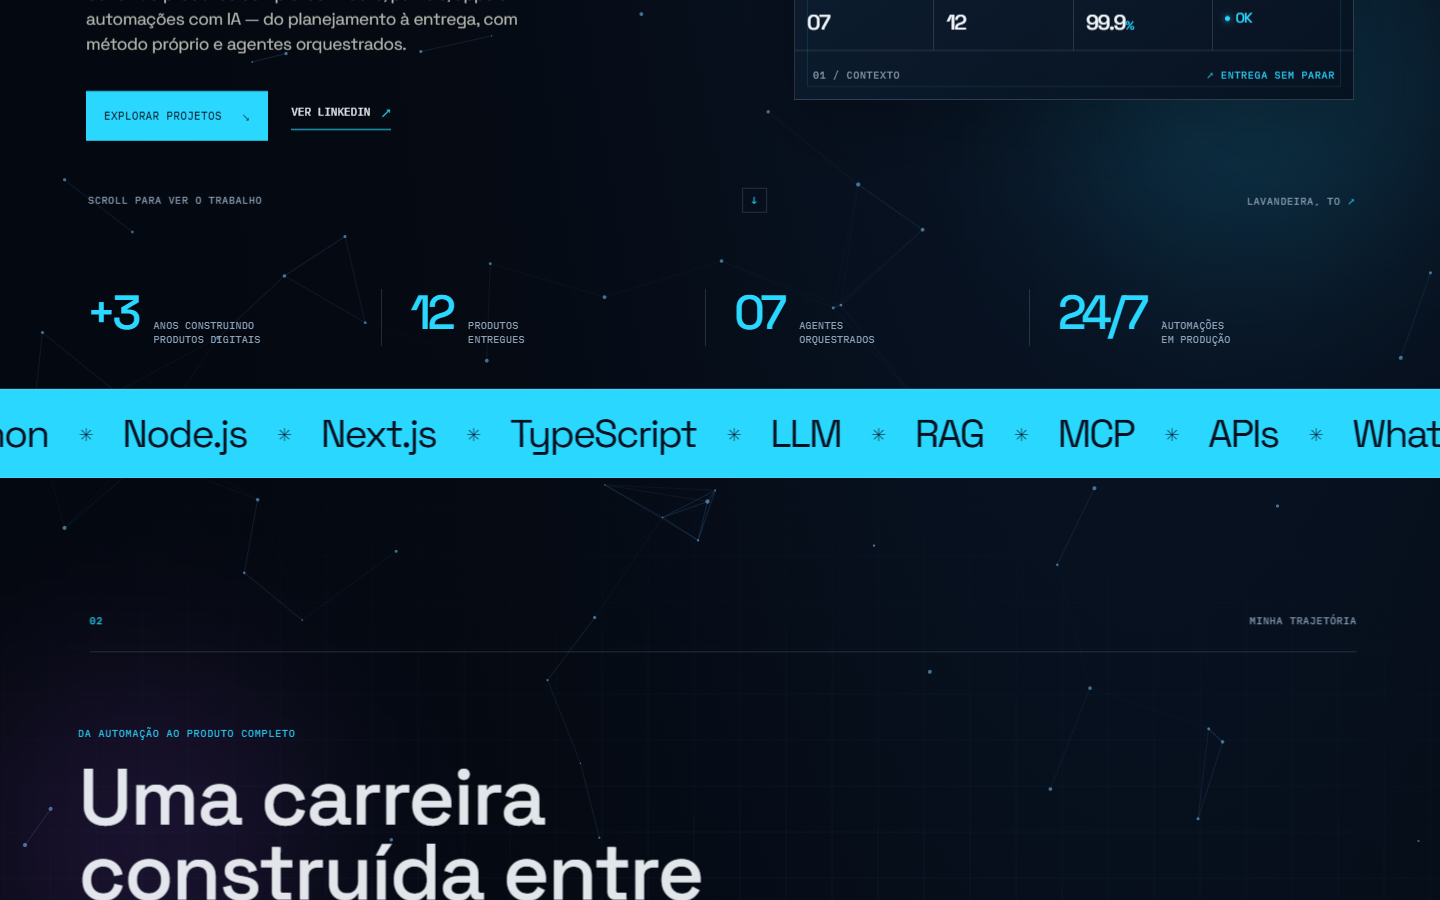 automações com IA — do planejamento à entrega, com
método próprio e agentes orquestrados.
EXPLORAR PROJETOS ↘
VER LINKEDIN ↗
07
12
99.9%
OK
01 / CONTEXTO
↗ ENTREGA SEM PARAR
SCROLL PARA VER O TRABALHO
↓
LAVANDEIRA, TO ↗
+3 ANOS CONSTRUINDO
PRODUTOS DIGITAIS
12 PRODUTOS
ENTREGUES
07 AGENTES
ORQUESTRADOS
24/7 AUTOMAÇÕES
EM PRODUÇÃO
Node.js ✳ Next.js ✳ TypeScript ✳ LLM ✳ RAG ✳ MCP ✳ APIs ✳
02
MINHA TRAJETÓRIA
DA AUTOMAÇÃO AO PRODUTO COMPLETO
Uma carreira
construída entre